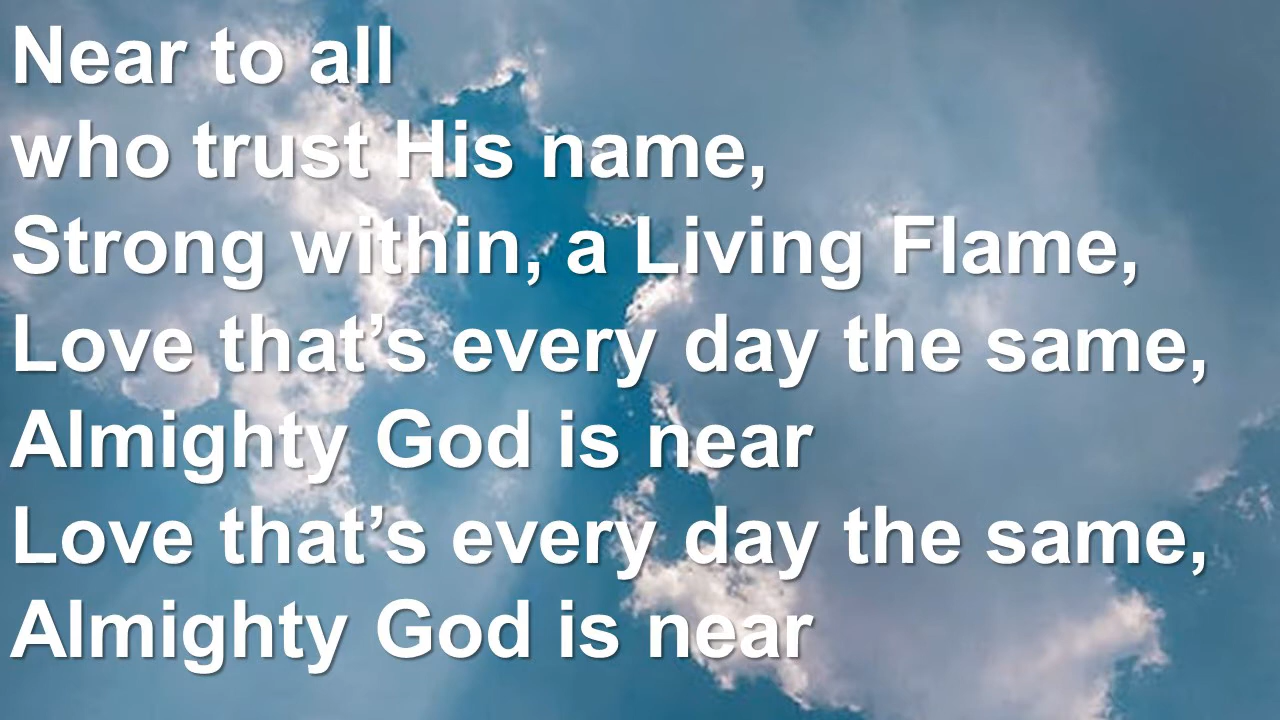 Near to all
who trust His name,
Strong within, a Living Flame,
Love that’s every day the same,
Almighty God is near
Love that’s every day the same,
Almighty God is near